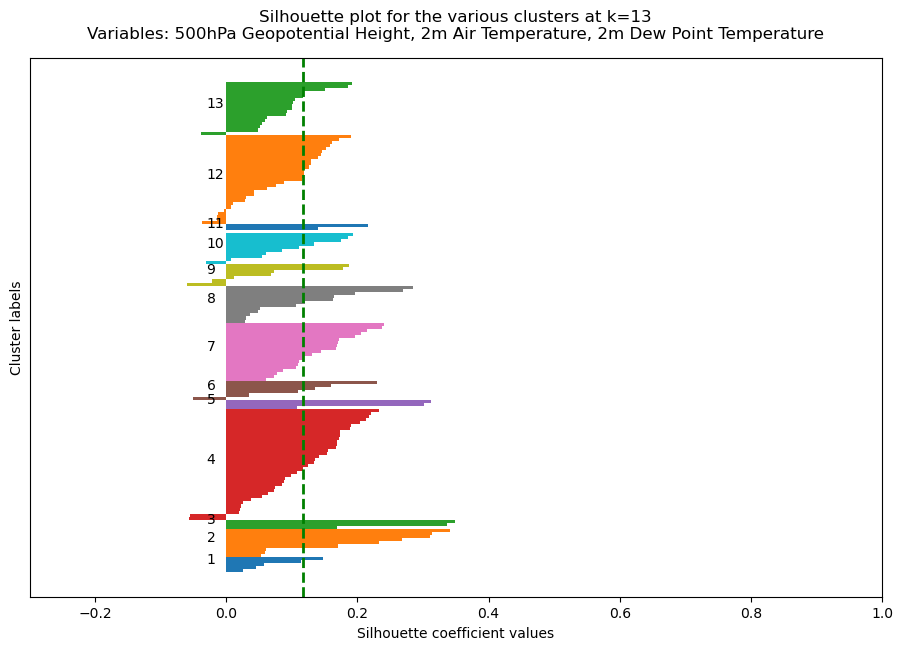 Silhouette plot for the various clusters at k=13
Variables: 500hPa Geopotential Height, 2m Air Temperature, 2m Dew Point Temperature
Cluster labels
13
12
11
10
9
8
7
6
5
4
3
2
1
−0.2 0.0 0.2 0.4 0.6 0.8 1.0
Silhouette coefficient values